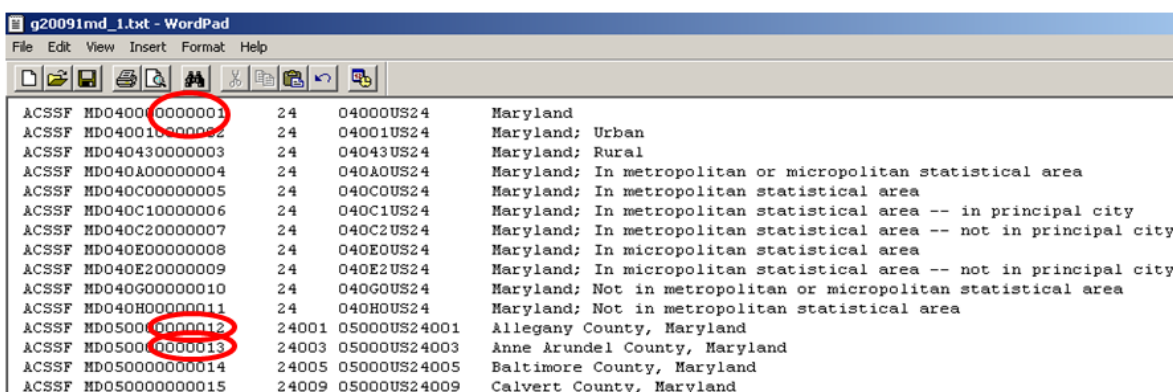 g20091md_1.txt - WordPad
File Edit View Insert Format Help
ACSSF MD040000000001 24 04000US24 Maryland
ACSSF MD040010000002 24 04001US24 Maryland; Urban
ACSSF MD040430000003 24 04043US24 Maryland; Rural
ACSSF MD040A00000004 24 040A0US24 Maryland; In metropolitan or micropolitan statistical area
ACSSF MD040C00000005 24 040C0US24 Maryland; In metropolitan statistical area
ACSSF MD040C10000006 24 040C1US24 Maryland; In metropolitan statistical area -- in principal city
ACSSF MD040C20000007 24 040C2US24 Maryland; In metropolitan statistical area -- not in principal city
ACSSF MD040E00000008 24 040E0US24 Maryland; In micropolitan statistical area
ACSSF MD040E20000009 24 040E2US24 Maryland; In micropolitan statistical area -- not in principal city
ACSSF MD040G00000010 24 040G0US24 Maryland; Not in metropolitan or micropolitan statistical area
ACSSF MD040H00000011 24 040H0US24 Maryland; Not in metropolitan statistical area
ACSSF MD050000000012 24001 05000US24001 Allegany County, Maryland
ACSSF MD050000000013 24003 05000US24003 Anne Arundel County, Maryland
ACSSF MD050000000014 24005 05000US24005 Baltimore County, Maryland
ACSSF MD050000000015 24009 05000US24009 Calvert County, Maryland